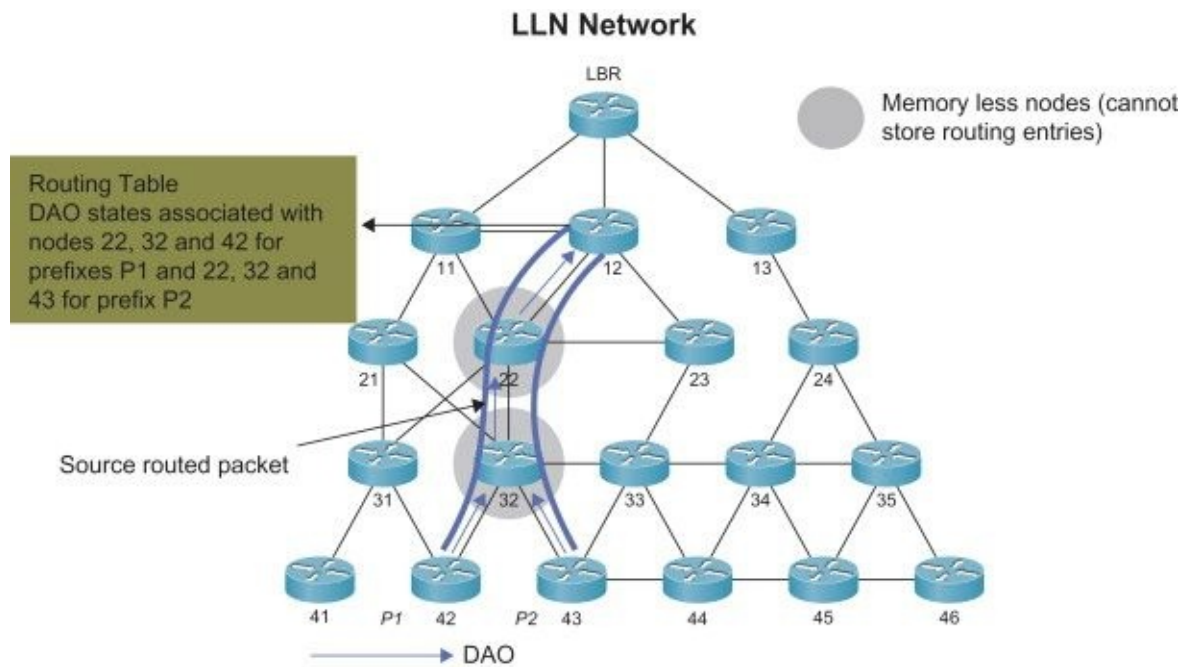 LLN Network
LBR
Memory less nodes (cannot
store routing entries)
Routing Table
DAO states associated with
nodes 22, 32 and 42 for
prefixes P1 and 22, 32 and
43 for prefix P2
11
12
13
21
22
23
24
Source routed packet
31
32
33
34
35
41
P1
42
P2
43
44
45
46
DAO